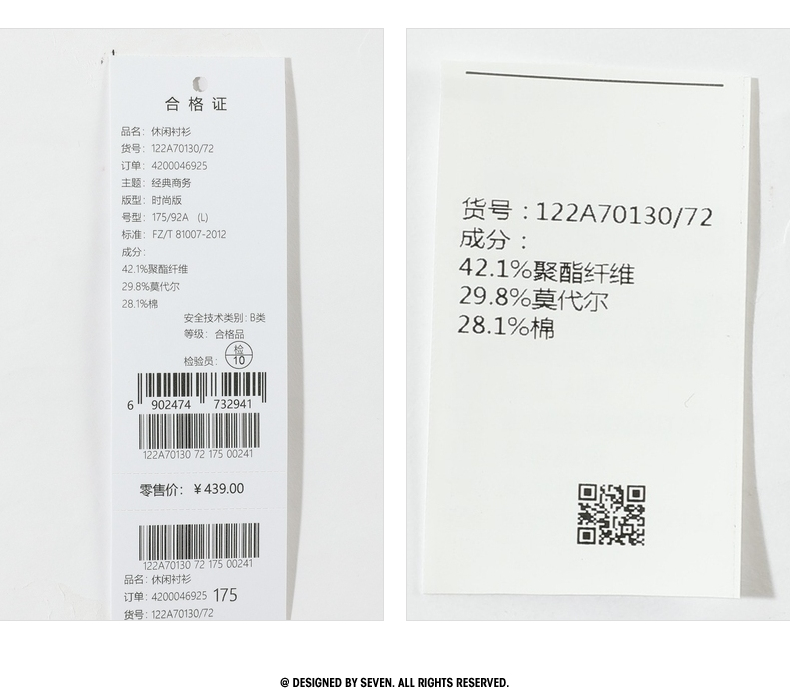 合格证
品名：休闲衬衫
货号：122A70130/72
订单：4200046925
主题：经典商务
版型：时尚版
号型：175/92A （L）
标准：FZ/T 81007-2012
成分：
42.1%聚酯纤维
29.8%莫代尔
28.1%棉
安全技术类别：B类
等级：合格品
检验员：检10
6 902474 732941
122A70130 72 175 00241
零售价：￥439.00
122A70130 72 175 00241
品名：休闲衬衫
订单：4200046925 175
货号：122A70130/72
货号：122A70130/72
成分：
42.1%聚酯纤维
29.8%莫代尔
28.1%棉
@ DESIGNED BY SEVEN. ALL RIGHTS RESERVED.